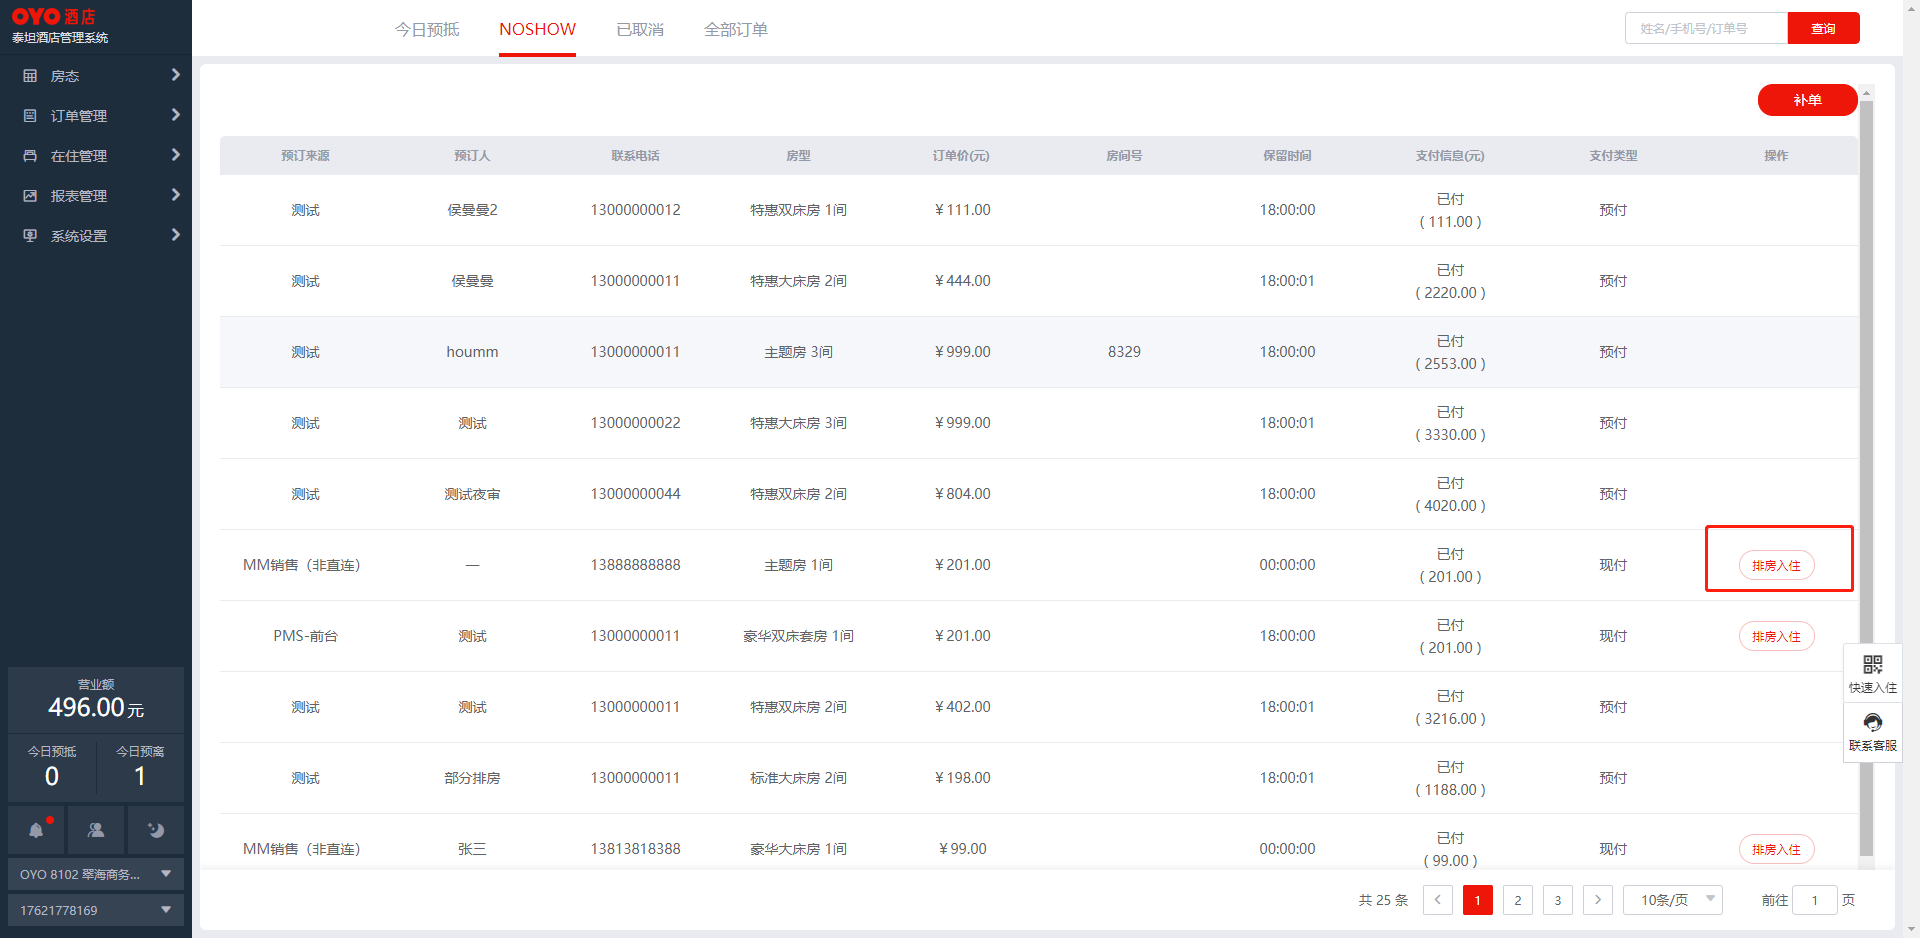 OYO 酒店
泰坦酒店管理系统
房态
订单管理
在住管理
报表管理
系统设置
营业额
496.00元
今日预抵 今日预离
0 1
OYO 8102 翠海商务...
17621778169
今日预抵 NOSHOW 已取消 全部订单
姓名/手机号/订单号 查询
补单
预订来源 预订人 联系电话 房型 订单价(元) 房间号 保留时间 支付信息(元) 支付类型 操作
测试 侯曼曼2 13000000012 特惠双床房 1间 ¥111.00 18:00:00 已付 预付
( 111.00 )
测试 侯曼曼 13000000011 特惠大床房 2间 ¥444.00 18:00:01 已付 预付
( 2220.00 )
测试 houmm 13000000011 主题房 3间 ¥999.00 8329 18:00:00 已付 预付
( 2553.00 )
测试 测试 13000000022 特惠大床房 3间 ¥999.00 18:00:01 已付 预付
( 3330.00 )
测试 测试夜审 13000000044 特惠双床房 2间 ¥804.00 18:00:00 已付 预付
( 4020.00 )
MM销售（非直连） — 13888888888 主题房 1间 ¥201.00 00:00:00 已付 现付 排房入住
( 201.00 )
PMS-前台 测试 13000000011 豪华双床套房 1间 ¥201.00 18:00:00 已付 现付 排房入住
( 201.00 )
测试 测试 13000000011 特惠双床房 2间 ¥402.00 18:00:01 已付 预付
( 3216.00 )
测试 部分排房 13000000011 标准大床房 2间 ¥198.00 18:00:01 已付 预付
( 1188.00 )
MM销售（非直连） 张三 13813818388 豪华大床房 1间 ¥99.00 00:00:00 已付 现付 排房入住
( 99.00 )
快速入住
联系客服
共 25 条 1 2 3 10条/页 前往 1 页